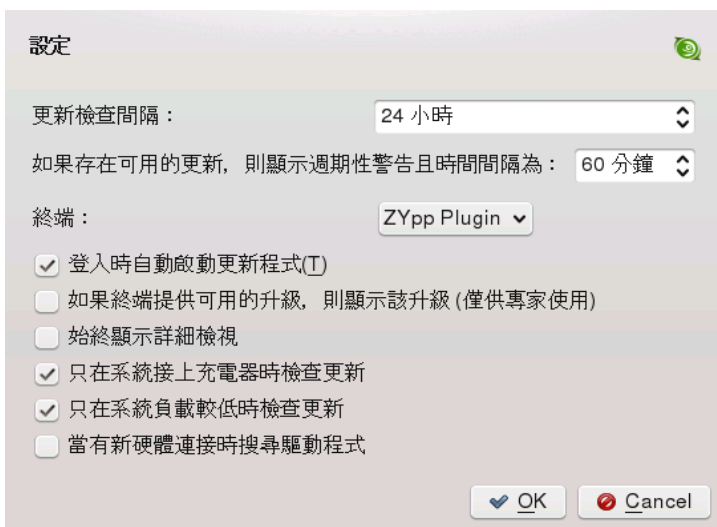 設定
更新檢查間隔： 24 小時
如果存在可用的更新, 則顯示週期性警告且時間間隔為： 60 分鐘
終端： ZYpp Plugin
登入時自動啟動更新程式(T)
如果終端提供可用的升級, 則顯示該升級 (僅供專家使用)
始終顯示詳細檢視
只在系統接上充電器時檢查更新
只在系統負載較低時檢查更新
當有新硬體連接時搜尋驅動程式
OK Cancel